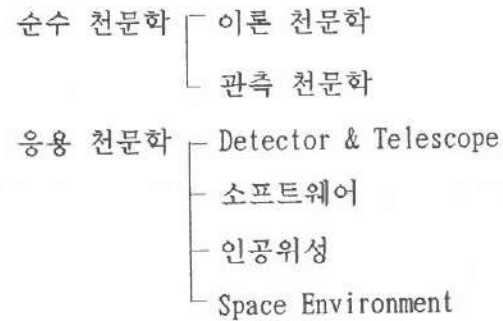 순수 천문학 이론 천문학
관측 천문학
응용 천문학 Detector & Telescope
소프트웨어
인공위성
Space Environment